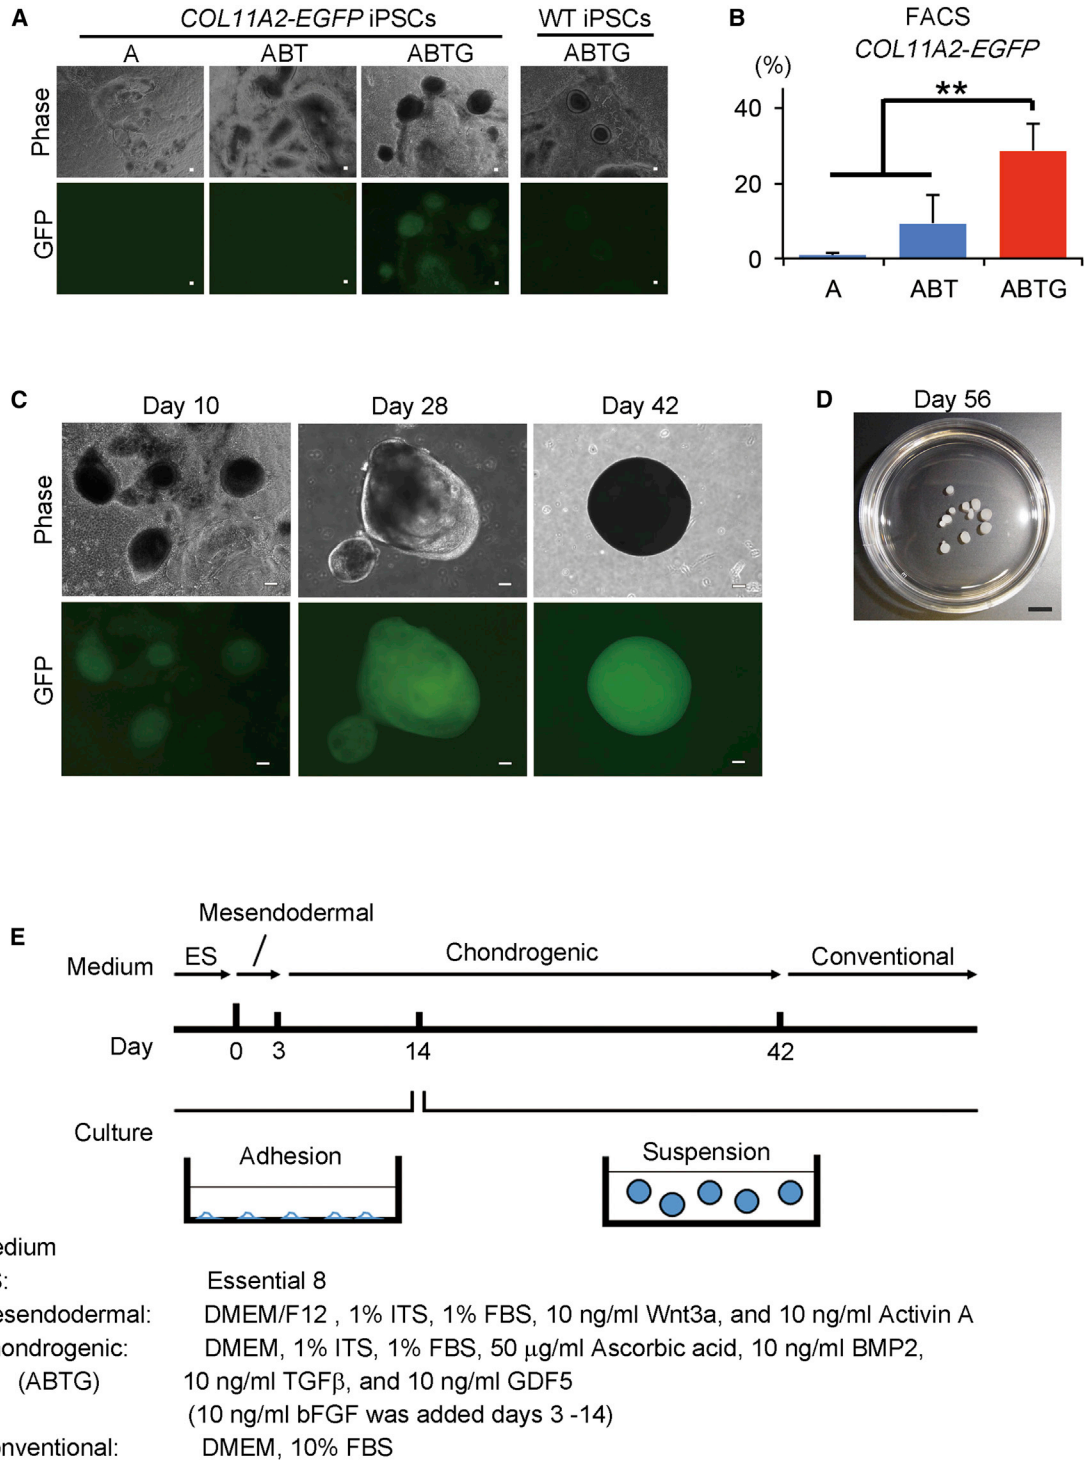 A
COL11A2-EGFP iPSCs
WT iPSCs
A ABT ABTG ABTG
Phase
GFP
B
FACS
COL11A2-EGFP
(%)
**
40
20
0
A ABT ABTG
C
Day 10 Day 28 Day 42
Phase
GFP
D
Day 56
E
Mesendodermal
Medium ES Chondrogenic Conventional
Day 0 3 14 42
Culture
Adhesion Suspension
edium
S: Essential 8
esendodermal: DMEM/F12 , 1% ITS, 1% FBS, 10 ng/ml Wnt3a, and 10 ng/ml Activin A
ondrogenic: DMEM, 1% ITS, 1% FBS, 50 μg/ml Ascorbic acid, 10 ng/ml BMP2,
(ABTG) 10 ng/ml TGFβ, and 10 ng/ml GDF5
(10 ng/ml bFGF was added days 3 -14)
onventional: DMEM, 10% FBS